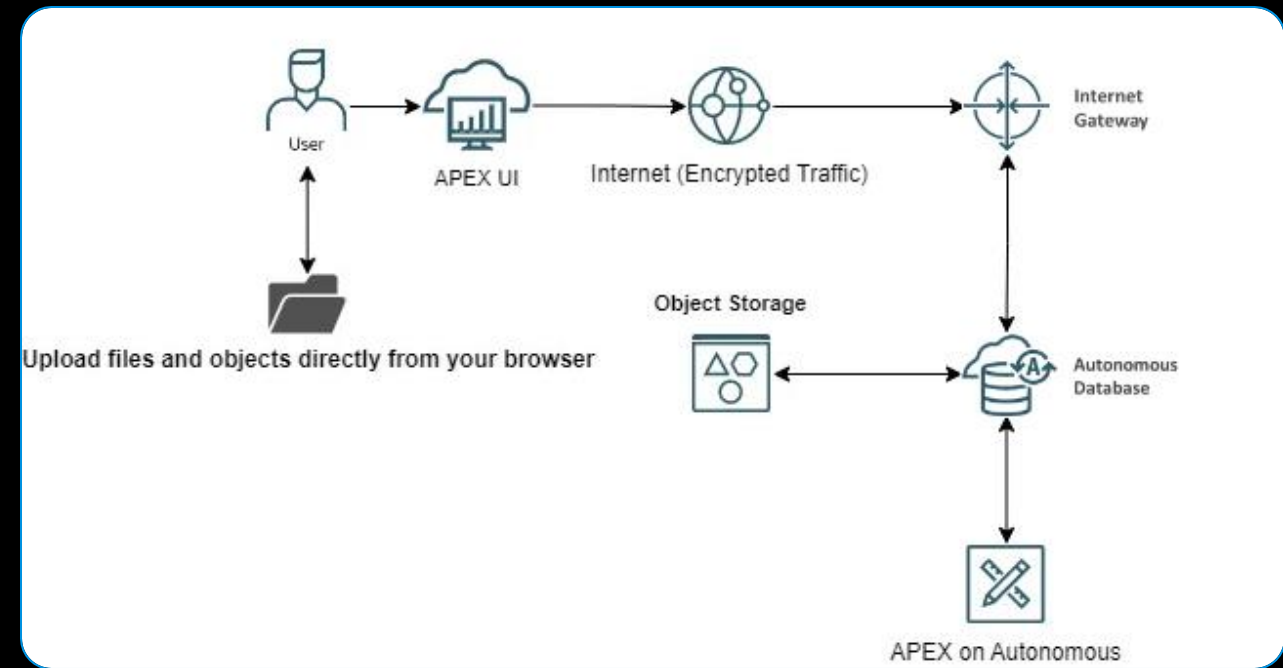 User
APEX UI
Internet (Encrypted Traffic)
Internet
Gateway
Upload files and objects directly from your browser
Object Storage
A
Autonomous
Database
APEX on Autonomous